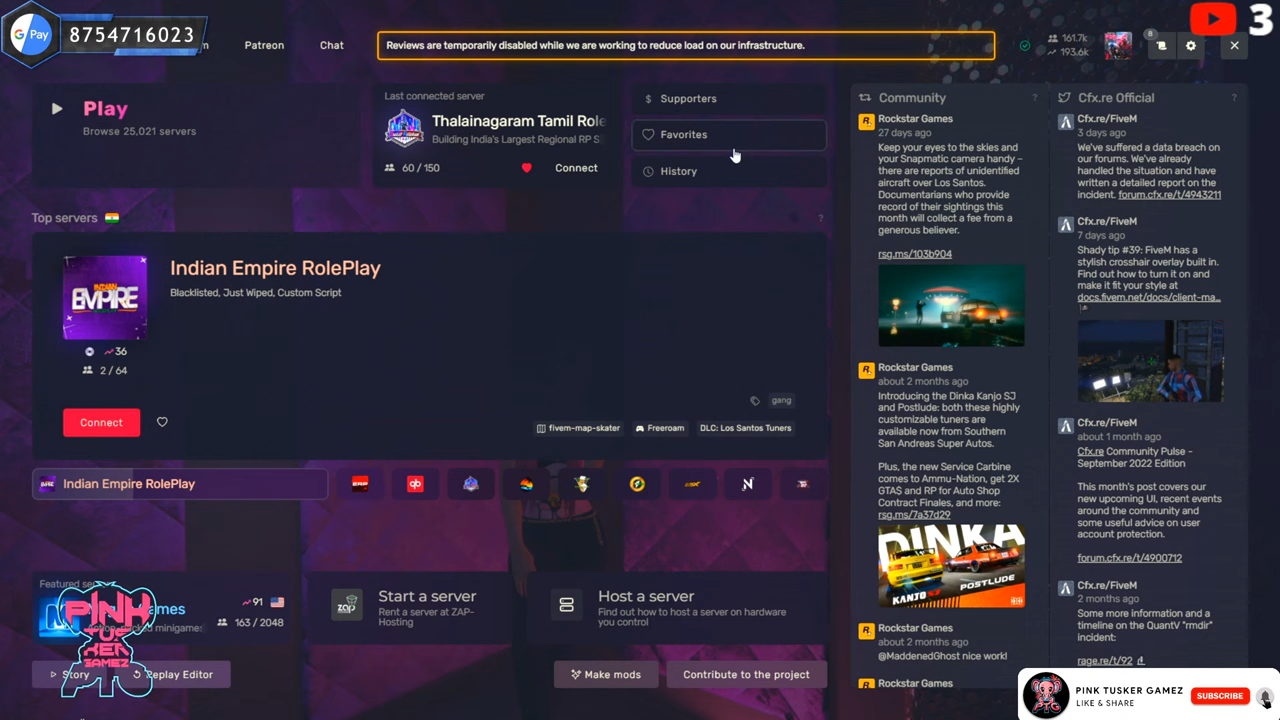 G Pay
8754716023
Patreon
Chat
Reviews are temporarily disabled while we are working to reduce load on our infrastructure.
161.7k
193.6k
8
3
Play
Browse 25,021 servers
Last connected server
Thalainagaram Tamil Role
Building India's Largest Regional RP S
60 / 150
Connect
$ Supporters
Favorites
History
Top servers
?
EMPIRE
Indian Empire RolePlay
Blacklisted, Just Wiped, Custom Script
36
2 / 64
Connect
gang
fivem-map-skater
Freeroam
DLC: Los Santos Tuners
Indian Empire RolePlay
Featured se
ames
91
163 / 2048
zap
Start a server
Rent a server at ZAP-
Hosting
Host a server
Find out how to host a server on hardware
you control
Story
Replay Editor
Make mods
Contribute to the project
PINK
TUS
KER
GAMEZ
Community
?
Rockstar Games
27 days ago
Keep your eyes to the skies and
your Snapmatic camera handy –
there are reports of unidentified
aircraft over Los Santos.
Documentarians who provide
record of their sightings this
month will collect a fee from a
generous believer.
rsg.ms/103b904
Rockstar Games
about 2 months ago
Introducing the Dinka Kanjo SJ
and Postlude: both these highly
customizable tuners are
available now from Southern
San Andreas Super Autos.
Plus, the new Service Carbine
comes to Ammu-Nation, get 2X
GTA$ and RP for Auto Shop
Contract Finales, and more:
rsg.ms/7a37d29
DINKA
KANJO SJ
POSTLUDE
Rockstar Games
about 2 months ago
@MaddenedGhost nice work!
Rockstar Games
Cfx.re Official
?
Cfx.re/FiveM
3 days ago
We've suffered a data breach on
our forums. We've already
handled the situation and have
written a detailed report on the
incident. forum.cfx.re/t/4943211
Cfx.re/FiveM
7 days ago
Shady tip #39: FiveM has a
stylish crosshair overlay built in.
Find out how to turn it on and
make it fit your style at
docs.fivem.net/docs/client-ma…
Cfx.re/FiveM
about 1 month ago
Cfx.re Community Pulse –
September 2022 Edition
This month's post covers our
new upcoming UI, recent events
around the community and
some useful advice on user
account protection.
forum.cfx.re/t/4900712
Cfx.re/FiveM
2 months ago
Some more information and a
timeline on the QuantV "rmdir"
incident:
rage.re/t/92
PINK TUSKER GAMEZ
LIKE & SHARE
SUBSCRIBE